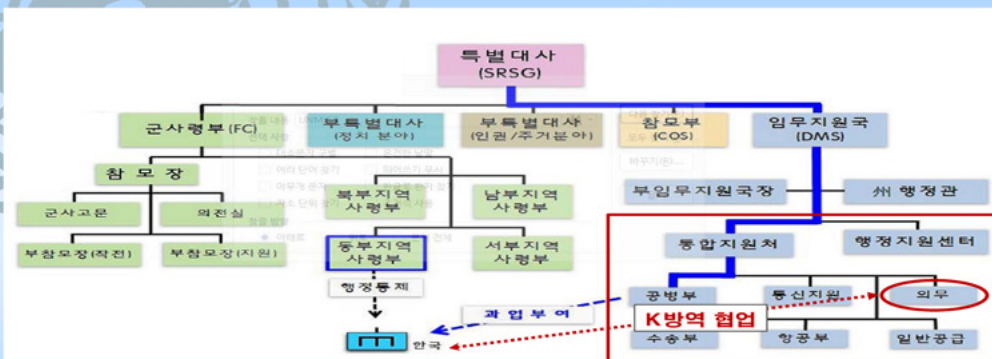 특별대사
(SRSG)
군사령부(FC)
부특별대사
(정치 분야)
부특별대사
(인권/주거분야)
참모부
(COS)
임무지원국
(DMS)
참모장
군사고문
의전실
부참모장(작전)
부참모장(지원)
북부지역
사령부
남부지역
사령부
동부지역
사령부
서부지역
사령부
행정통제
한국
과업부여
부임무지원국장
州 행정관
통합지원처
행정지원센터
공병부
통신지원
의무
K방역 협업
수송부
항공부
일반공급